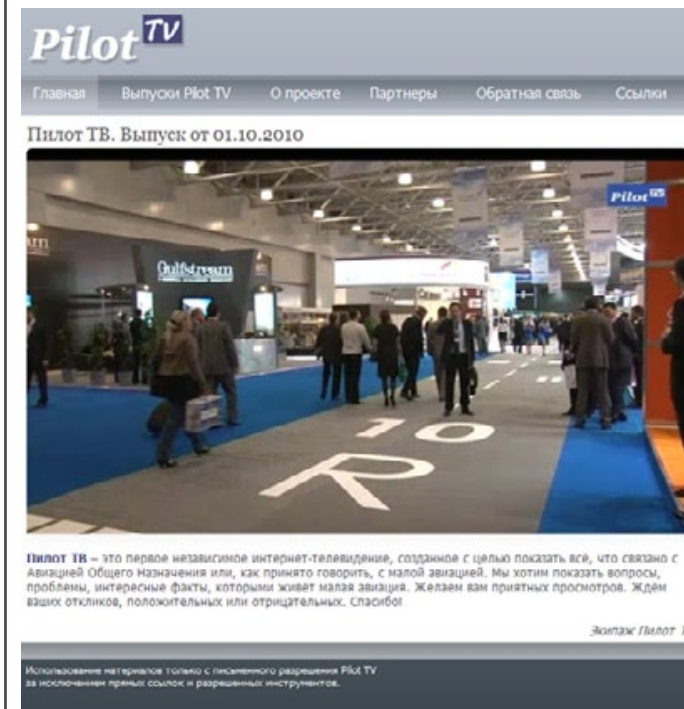 Pilot TV
Главная Выпуски Pilot TV О проекте Партнеры Обратная связь Ссылки
Пилот ТВ. Выпуск от 01.10.2010
Pilot TV
Gulfstream
10
R
Пилот ТВ – это первое независимое интернет-телевидение, созданное с целью показать все, что связано с
Авиацией Общего Назначения или, как принято говорить, с малой авиацией. Мы хотим показать вопросы,
проблемы, интересные факты, которыми живет малая авиация. Желаем вам приятных просмотров. Ждем
ваших откликов, положительных или отрицательных. Спасибо!
Экипаж Пилот
Использование материалов только с письменного разрешения Pilot TV
за исключением прямых ссылок и разрешенных инструментов.